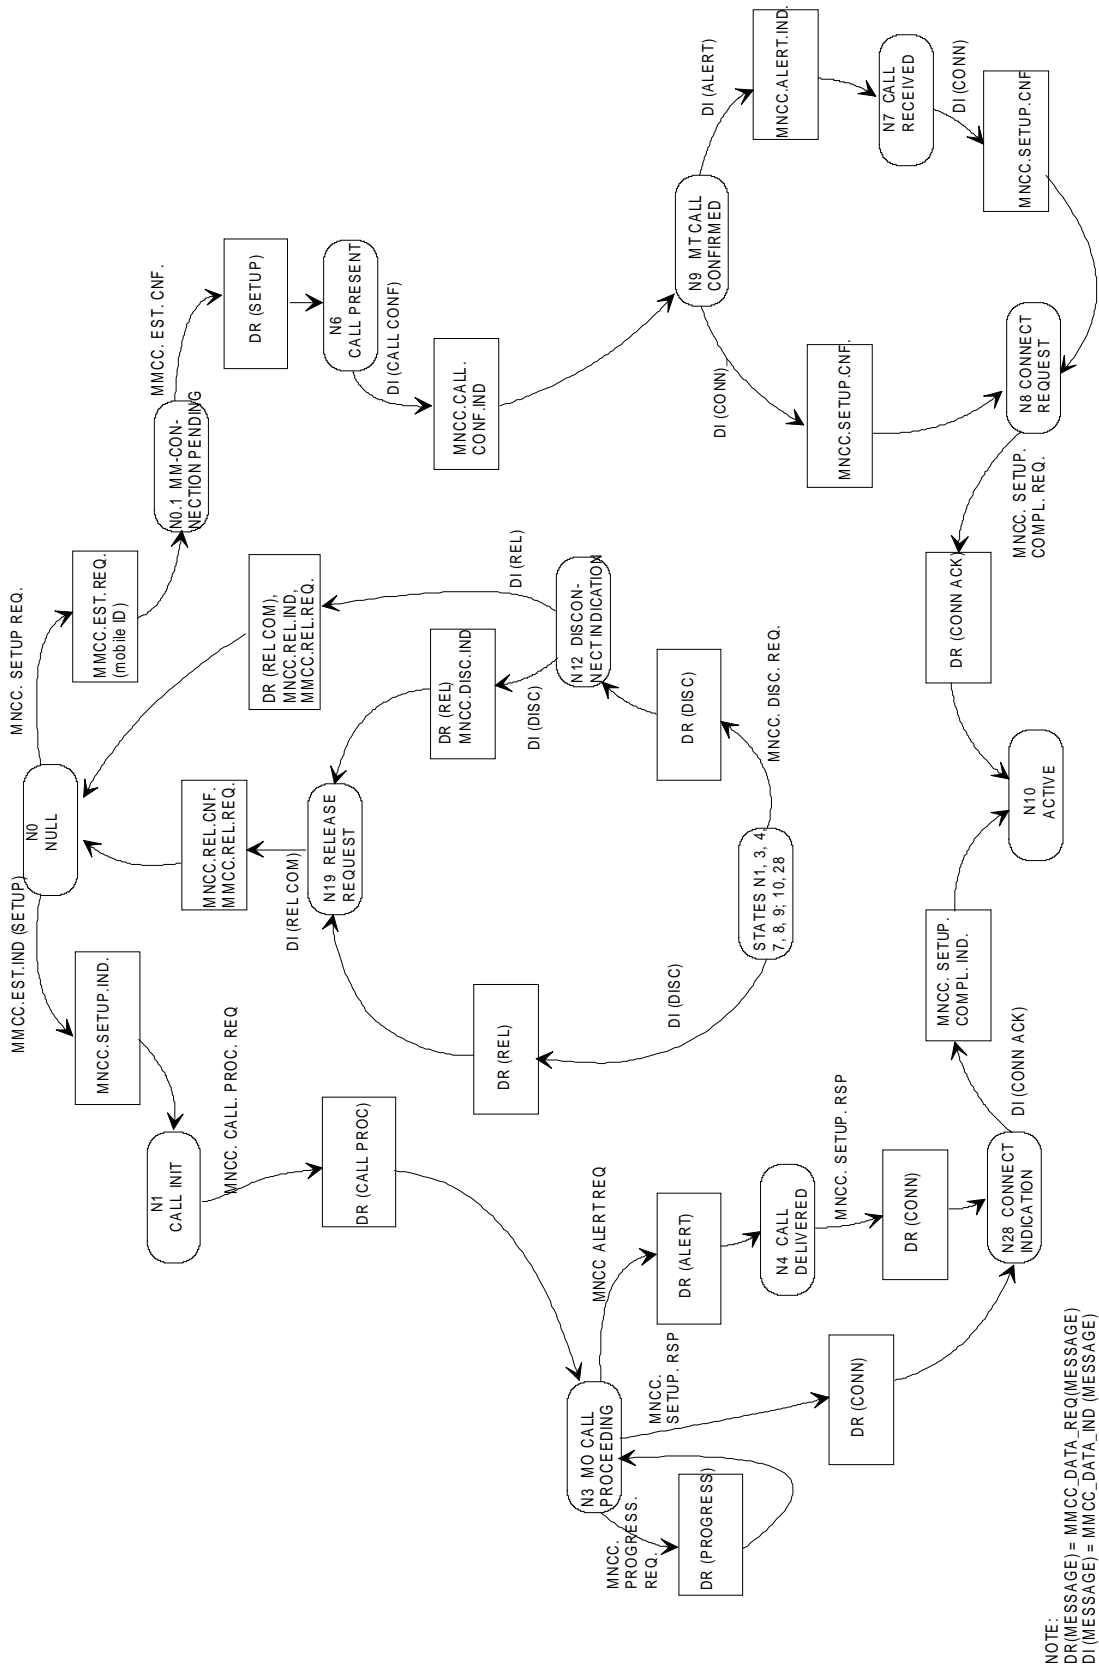 MMCC.EST.IND (SETUP)
MNCC. SETUP REQ.
N0
NULL
MNCC.SETUP.IND.
MMCC.EST.REQ.
(mobile ID)
N1
CALL INIT
MNCC. CALL. PROC. REQ
N0.1 MM-CON-
NECTION PENDING
MMCC. EST. CNF.
MNCC.REL.CNF.
MMCC.REL.REQ.
DR (REL COM),
MNCC.REL.IND,
MMCC.REL.REQ.
DR (SETUP)
DR (CALL PROC)
DI (REL COM)
N19 RELEASE
REQUEST
N6
CALL PRESENT
DI (CALL CONF)
DR (REL)
MNCC.DISC.IND
DI (REL)
MNCC.CALL.
CONF.IND
DR (REL)
DI (DISC)
N12 DISCON-
NECT INDICATION
N3 MO CALL
PROCEEDING
MNCC ALERT REQ
MNCC.
PROGRESS.
REQ.
MNCC.
SETUP. RSP
DR (ALERT)
DI (DISC)
DR (DISC)
DR (PROGRESS)
N9 MT CALL
CONFIRMED
DI (ALERT)
DI (CONN)
N4 CALL
DELIVERED
STATES N1, 3, 4,
7, 8, 9; 10, 28
MNCC. DISC. REQ.
MNCC.ALERT.IND.
DR (CONN)
MNCC. SETUP. RSP
MNCC.SETUP.CNF.
DR (CONN)
N7 CALL
RECEIVED
DI (CONN)
MNCC. SETUP.
COMPL. IND.
DR (CONN ACK)
MNCC.SETUP.CNF
N28 CONNECT
INDICATION
DI (CONN ACK)
N10
ACTIVE
MNCC. SETUP.
COMPL. REQ.
N8 CONNECT
REQUEST
NOTE:
DR(MESSAGE) = MMCC_DATA_REQ(MESSAGE)
DI (MESSAGE) = MMCC_DATA_IND (MESSAGE)